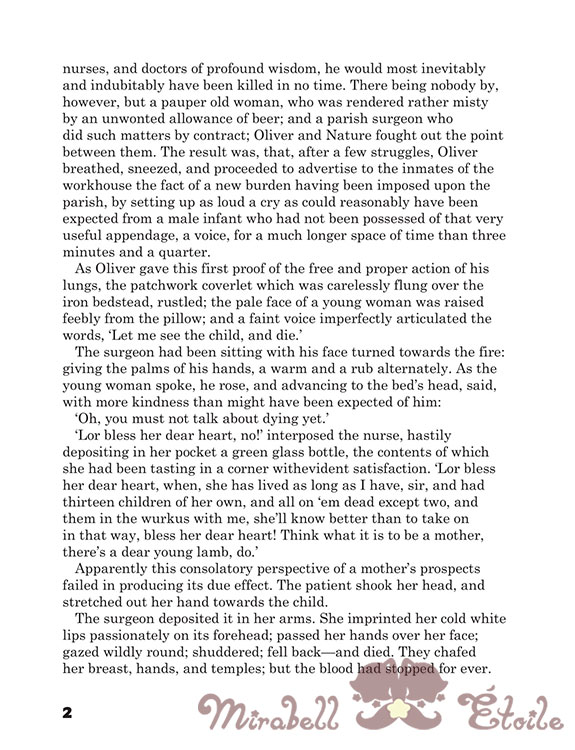 nurses, and doctors of profound wisdom, he would most inevitably
and indubitably have been killed in no time. There being nobody by,
however, but a pauper old woman, who was rendered rather misty
by an unwonted allowance of beer; and a parish surgeon who
did such matters by contract; Oliver and Nature fought out the point
between them. The result was, that, after a few struggles, Oliver
breathed, sneezed, and proceeded to advertise to the inmates of the
workhouse the fact of a new burden having been imposed upon the
parish, by setting up as loud a cry as could reasonably have been
expected from a male infant who had not been possessed of that very
useful appendage, a voice, for a much longer space of time than three
minutes and a quarter.
As Oliver gave this first proof of the free and proper action of his
lungs, the patchwork coverlet which was carelessly flung over the
iron bedstead, rustled; the pale face of a young woman was raised
feebly from the pillow; and a faint voice imperfectly articulated the
words, ‘Let me see the child, and die.’
The surgeon had been sitting with his face turned towards the fire:
giving the palms of his hands, a warm and a rub alternately. As the
young woman spoke, he rose, and advancing to the bed’s head, said,
with more kindness than might have been expected of him:
‘Oh, you must not talk about dying yet.’
‘Lor bless her dear heart, no!’ interposed the nurse, hastily
depositing in her pocket a green glass bottle, the contents of which
she had been tasting in a corner withevident satisfaction. ‘Lor bless
her dear heart, when, she has lived as long as I have, sir, and had
thirteen children of her own, and all on ‘em dead except two, and
them in the wurkus with me, she’ll know better than to take on
in that way, bless her dear heart! Think what it is to be a mother,
there’s a dear young lamb, do.’
Apparently this consolatory perspective of a mother’s prospects
failed in producing its due effect. The patient shook her head, and
stretched out her hand towards the child.
The surgeon deposited it in her arms. She imprinted her cold white
lips passionately on its forehead; passed her hands over her face;
gazed wildly round; shuddered; fell back—and died. They chafed
her breast, hands, and temples; but the blood had stopped for ever.
2
Mirabell Étoile